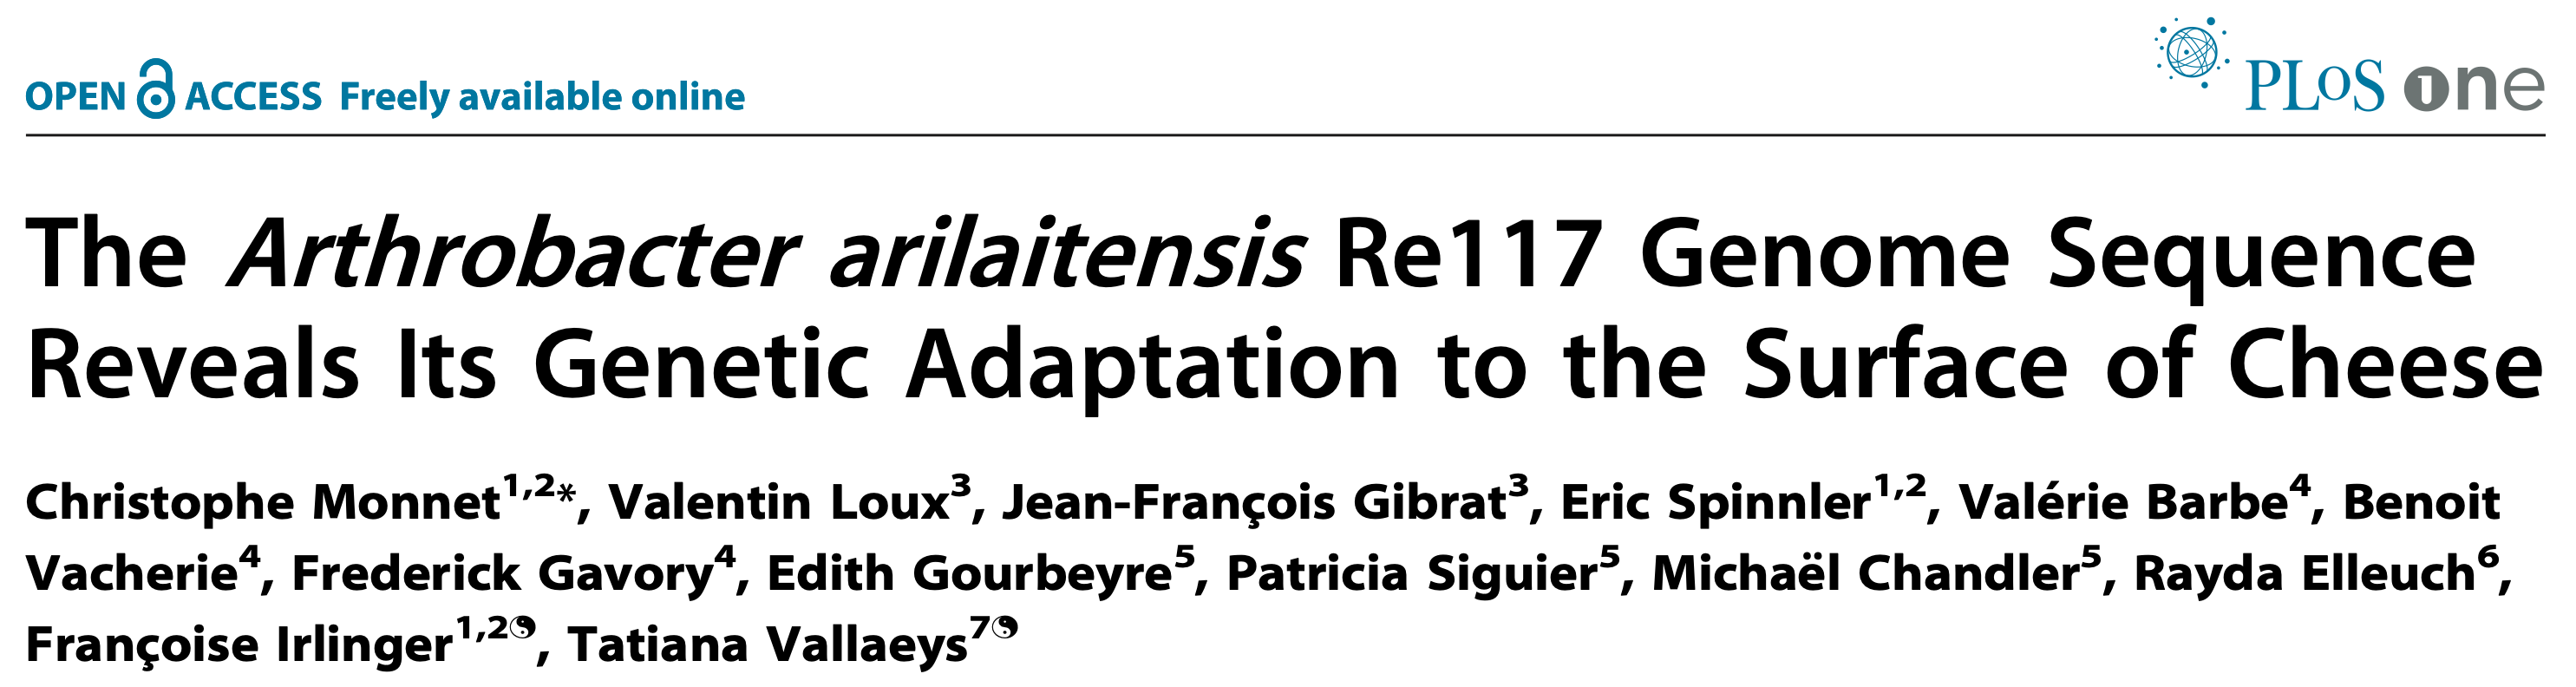 OPEN ACCESS Freely available online
PLoS one
The Arthrobacter arilaitensis Re117 Genome Sequence
Reveals Its Genetic Adaptation to the Surface of Cheese
Christophe Monnet1,2*, Valentin Loux3, Jean-François Gibrat3, Eric Spinnler1,2, Valérie Barbe4, Benoit
Vacherie4, Frederick Gavory4, Edith Gourbeyre5, Patricia Siguier5, Michaël Chandler5, Rayda Elleuch6,
Françoise Irlinger1,2☯, Tatiana Vallaeys7☯